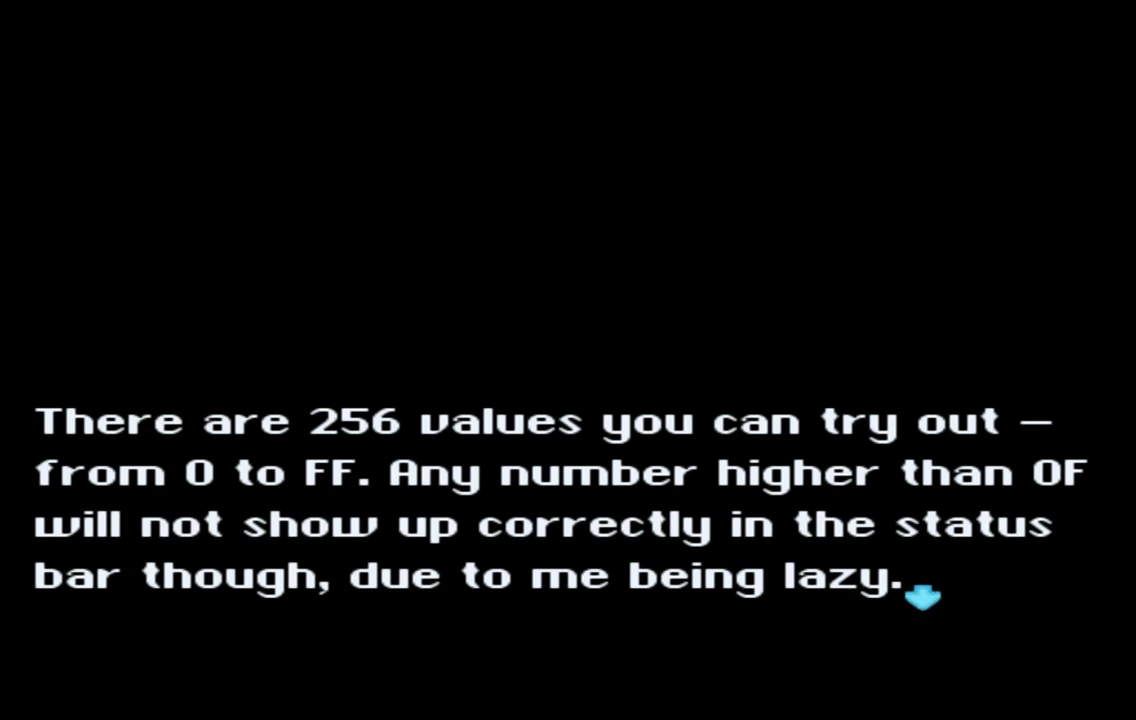 There are 256 values you can try out –
from 0 to FF. Any number higher than 0F
will not show up correctly in the status
bar though, due to me being lazy.